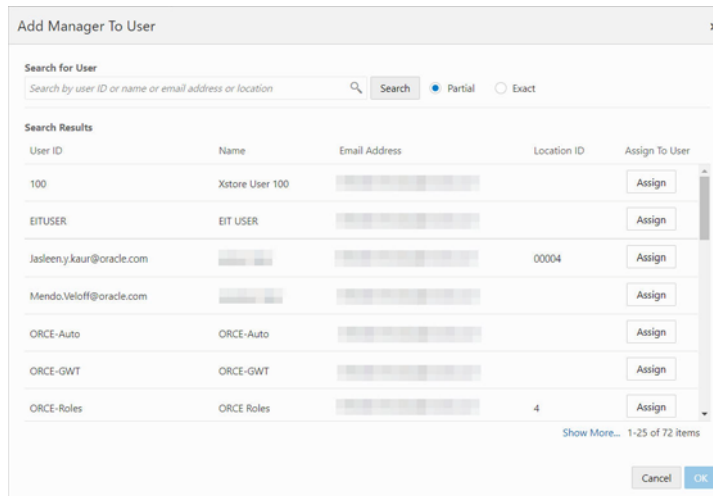 Add Manager To User
Search for User
Search by user ID or name or email address or location Search Partial Exact
Search Results
User ID Name Email Address Location ID Assign To User
100 Xstore User 100 Assign
EITUSER EIT USER Assign
Jasleen.y.kaur@oracle.com 00004 Assign
Mendo.Veloff@oracle.com Assign
ORCE-Auto ORCE-Auto Assign
ORCE-GWT ORCE-GWT Assign
ORCE-Roles ORCE Roles 4 Assign
Show More... 1-25 of 72 items
Cancel OK